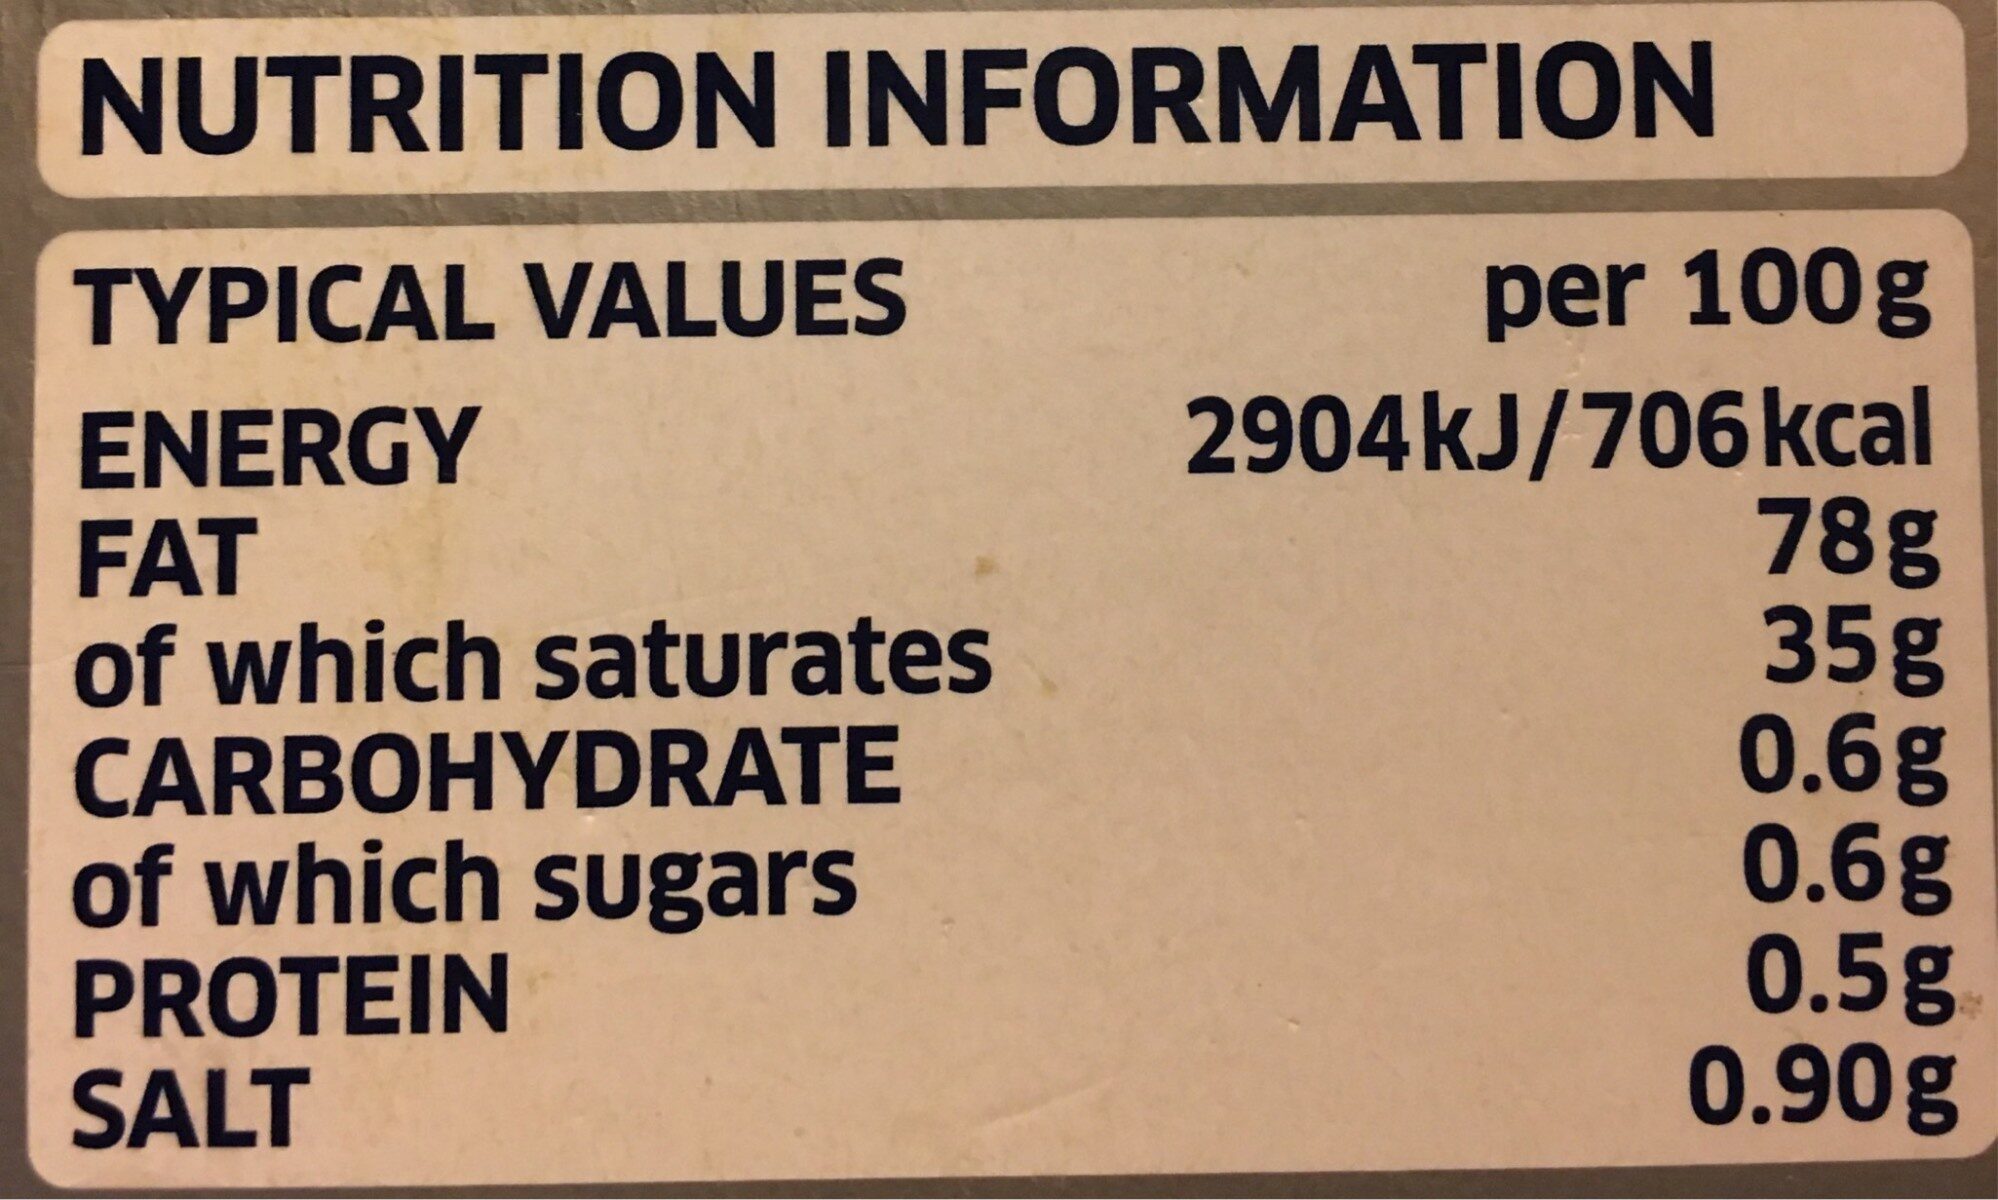 NUTRITION INFORMATION
TYPICAL VALUES per 100g
ENERGY 2904kJ/706kcal
FAT 78g
of which saturates 35g
CARBOHYDRATE 0.6g
of which sugars 0.6g
PROTEIN 0.5g
SALT 0.90g